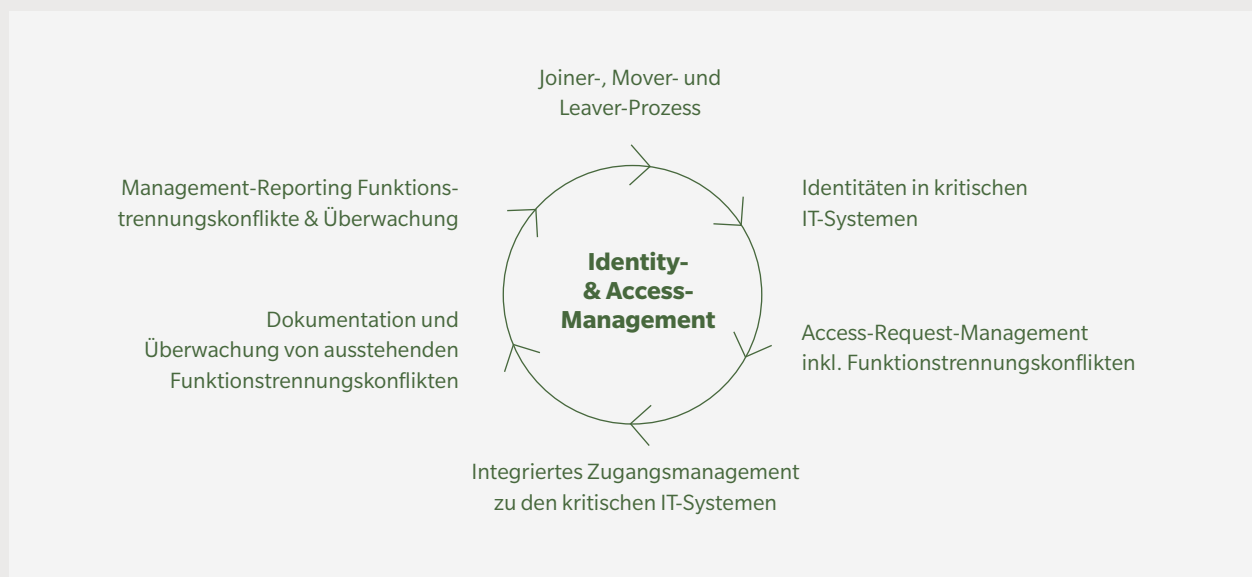 Joiner-, Mover- und
Leaver-Prozess
Identitäten in kritischen
IT-Systemen
Access-Request-Management
inkl. Funktionstrennungskonflikten
Integriertes Zugangsmanagement
zu den kritischen IT-Systemen
Dokumentation und
Überwachung von ausstehenden
Funktionstrennungskonflikten
Management-Reporting Funktions-
trennungskonflikte & Überwachung
Identity-
& Access-
Management